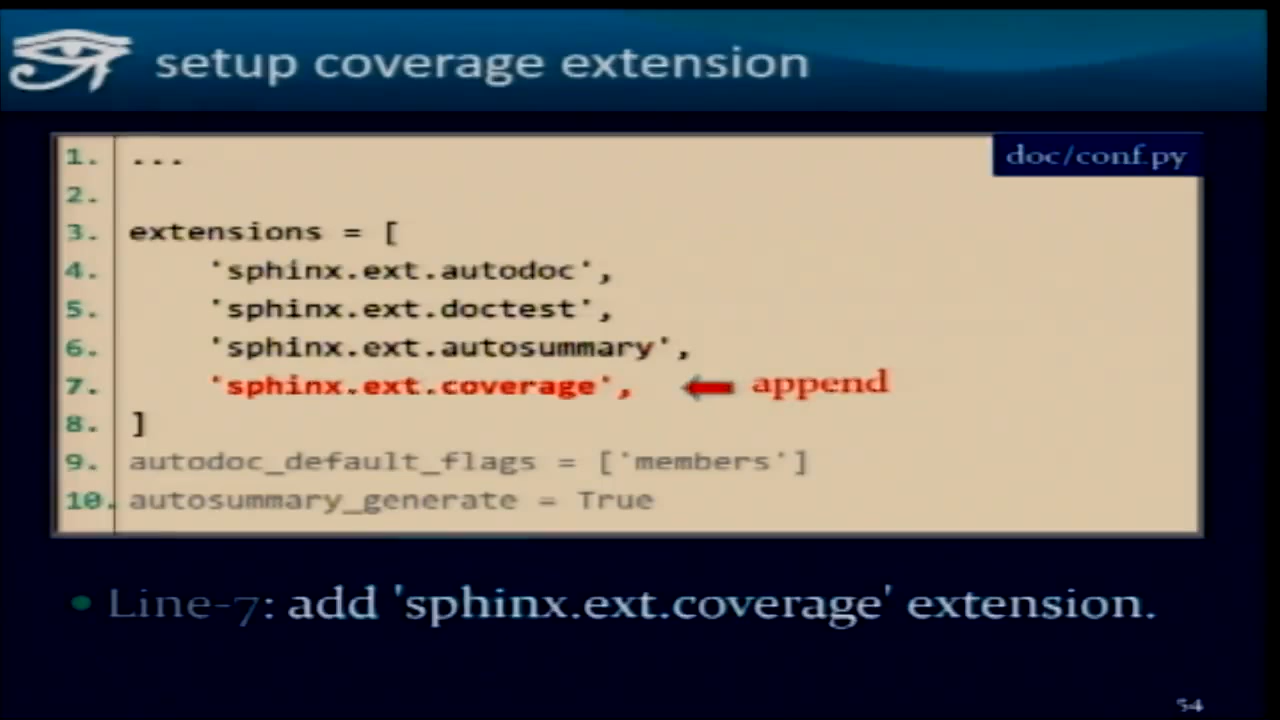 setup coverage extension
doc/conf.py
1. ...
2.
3. extensions = [
4. 'sphinx.ext.autodoc',
5. 'sphinx.ext.doctest',
6. 'sphinx.ext.autosummary',
7. 'sphinx.ext.coverage', append
8. ]
9. autodoc_default_flags = ['members']
10. autosummary_generate = True
• Line-7: add 'sphinx.ext.coverage' extension.
54